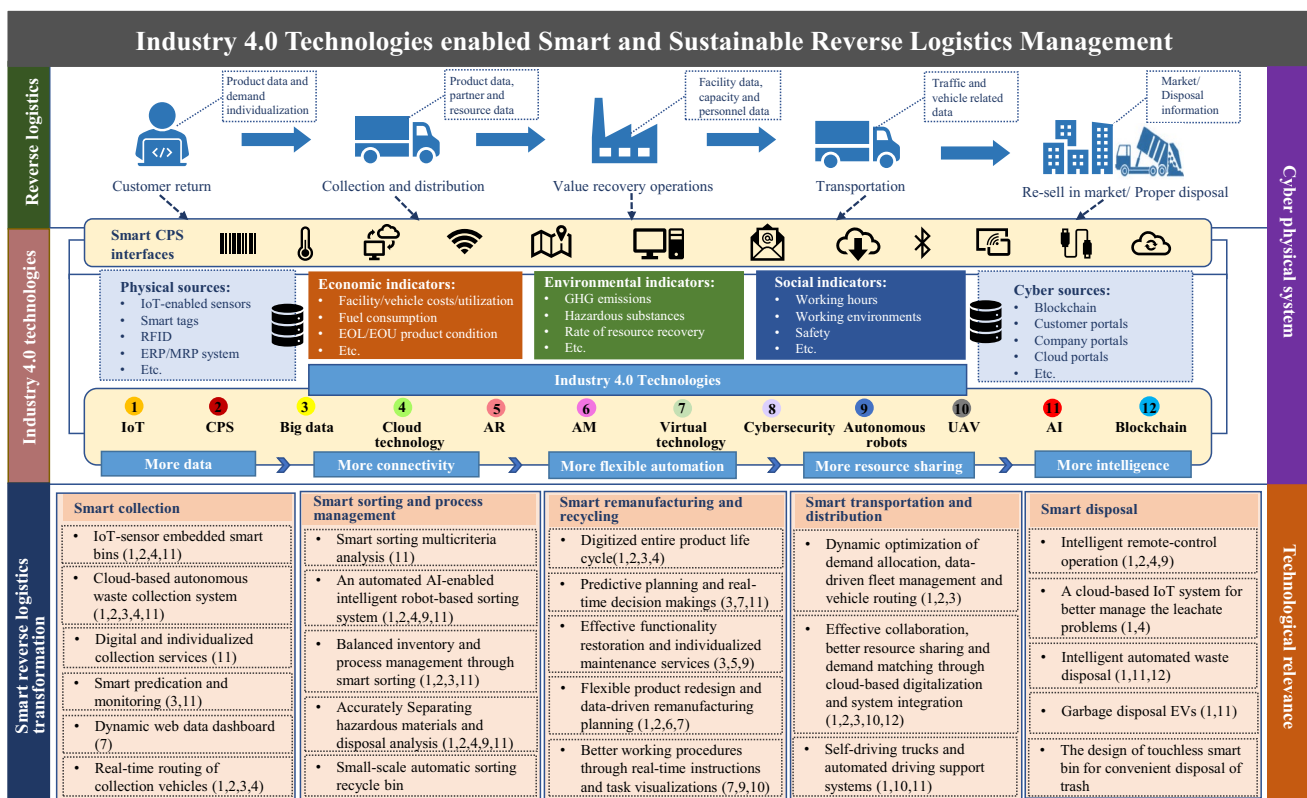 Industry 4.0 Technologies enabled Smart and Sustainable Reverse Logistics Management
Reverse logistics
Product data and
demand
individualization
Product data,
partner and
resource data
Facility data,
capacity and
personnel data
Traffic and
vehicle related
data
Market/
Disposal
information
</>
Customer return
Collection and distribution
Value recovery operations
Transportation
Re-sell in market/ Proper disposal
Cyber physical system
Industry 4.0 technologies
Smart CPS
interfaces
@
Physical sources:
• IoT-enabled sensors
• Smart tags
• RFID
• ERP/MRP system
• Etc.
Economic indicators:
• Facility/vehicle costs/utilization
• Fuel consumption
• EOL/EOU product condition
• Etc.
Environmental indicators:
• GHG emissions
• Hazardous substances
• Rate of resource recovery
• Etc.
Social indicators:
• Working hours
• Working environments
• Safety
• Etc.
Cyber sources:
• Blockchain
• Customer portals
• Company portals
• Cloud portals
• Etc.
Industry 4.0 Technologies
1
IoT
2
CPS
3
Big data
4
Cloud
technology
5
AR
6
AM
7
Virtual
technology
8
Cybersecurity
9
Autonomous
robots
10
UAV
11
AI
12
Blockchain
More data
More connectivity
More flexible automation
More resource sharing
More intelligence
Smart reverse logistics
transformation
Technological relevance
Smart collection
• IoT-sensor embedded smart
bins (1,2,4,11)
• Cloud-based autonomous
waste collection system
(1,2,3,4,11)
• Digital and individualized
collection services (11)
• Smart predication and
monitoring (3,11)
• Dynamic web data dashboard
(7)
• Real-time routing of
collection vehicles (1,2,3,4)
Smart sorting and process
management
• Smart sorting multicriteria
analysis (11)
• An automated AI-enabled
intelligent robot-based sorting
system (1,2,4,9,11)
• Balanced inventory and
process management through
smart sorting (1,2,3,11)
• Accurately Separating
hazardous materials and
disposal analysis (1,2,4,9,11)
• Small-scale automatic sorting
recycle bin
Smart remanufacturing and
recycling
• Digitized entire product life
cycle(1,2,3,4)
• Predictive planning and real-
time decision makings (3,7,11)
• Effective functionality
restoration and individualized
maintenance services (3,5,9)
• Flexible product redesign and
data-driven remanufacturing
planning (1,2,6,7)
• Better working procedures
through real-time instructions
and task visualizations (7,9,10)
Smart transportation and
distribution
• Dynamic optimization of
demand allocation, data-
driven fleet management and
vehicle routing (1,2,3)
• Effective collaboration,
better resource sharing and
demand matching through
cloud-based digitalization
and system integration
(1,2,3,10,12)
• Self-driving trucks and
automated driving support
systems (1,10,11)
Smart disposal
• Intelligent remote-control
operation (1,2,4,9)
• A cloud-based IoT system for
better manage the leachate
problems (1,4)
• Intelligent automated waste
disposal (1,11,12)
• Garbage disposal EVs (1,11)
• The design of touchless smart
bin for convenient disposal of
trash